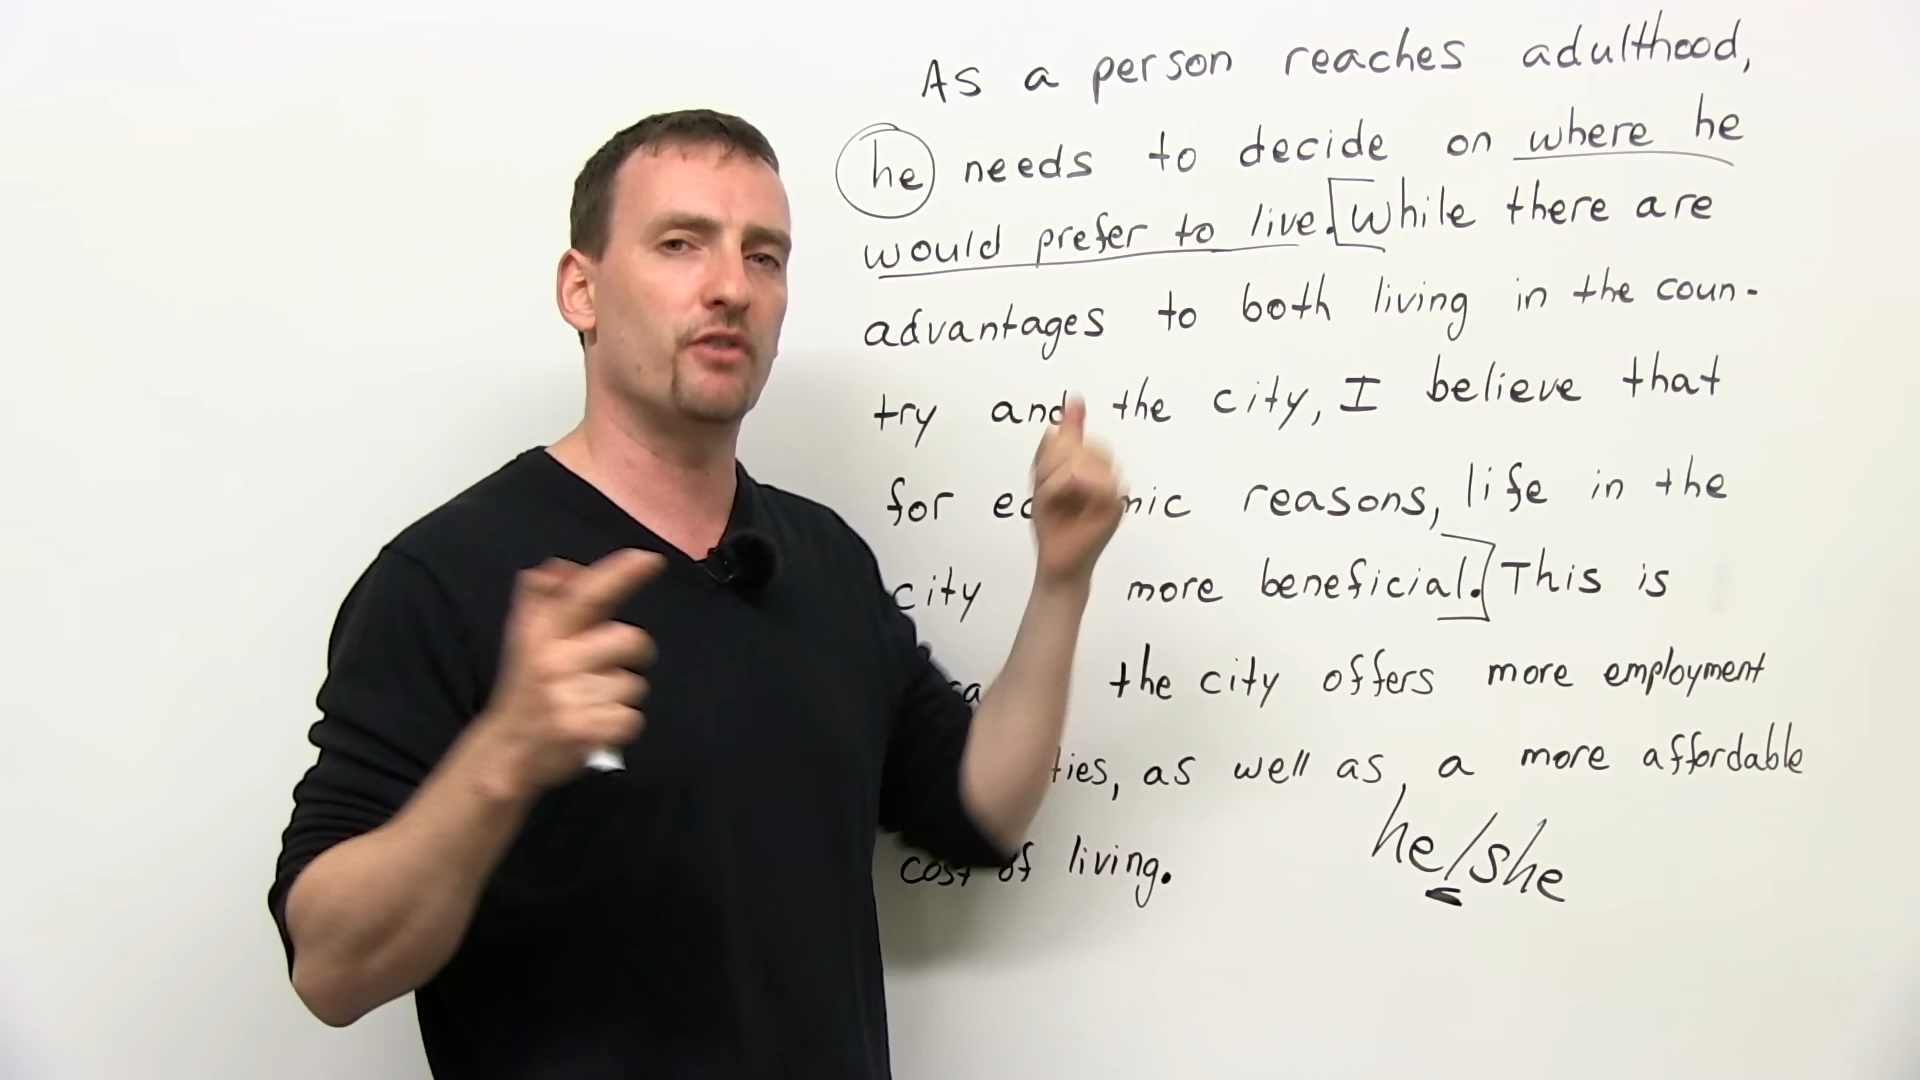 As a person reaches adulthood,
he needs to decide on where he
would prefer to live. While there are
advantages to both living in the coun-
try and the city, I believe that
for reasons, life in the
city more beneficial. This is
the city offers more employment
as well as, a more affordable
cost of living.
he/she